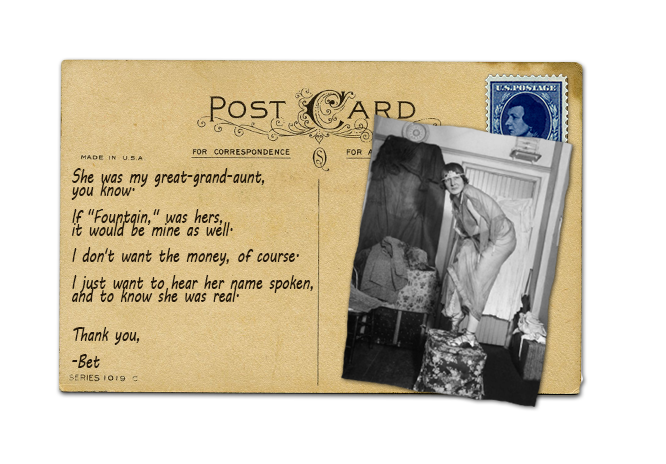 U.S. POSTAGE
POST CARD
MADE IN U.S.A
FOR CORRESPONDENCE
FOR A
She was my great-grand-aunt,
you know.
If "Fountain," was hers,
it would be mine as well.
I don't want the money, of course.
I just want to hear her name spoken,
and to know she was real.
Thank you,
-Bet
SERIES 1019 C